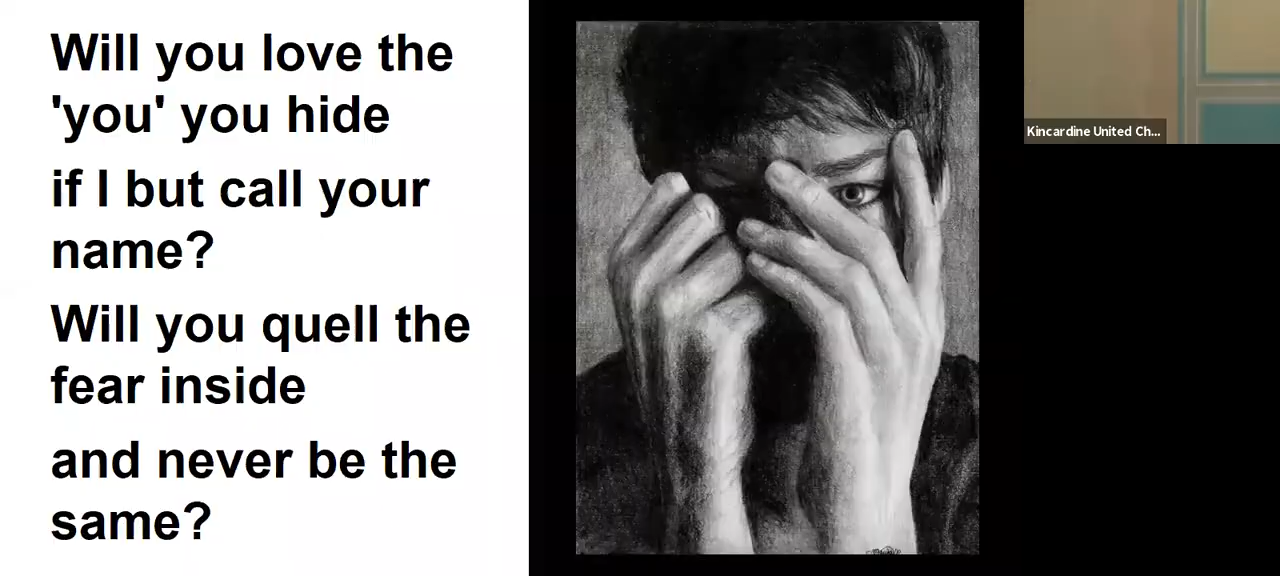 Will you love the
'you' you hide
if I but call your
name?
Will you quell the
fear inside
and never be the
same?
Kincardine United Ch...